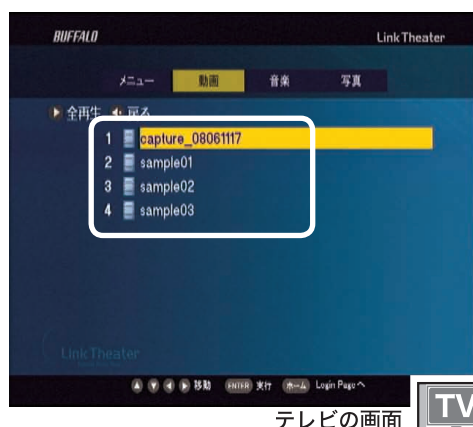 BUFFALO LinkTheater
メニュー 動画 音楽 写真
全再生 戻る
1 capture_08061117
2 sample01
3 sample02
4 sample03
LinkTheater
移動 ENTER 実行 ホーム Login Pageへ
テレビの画面 TV